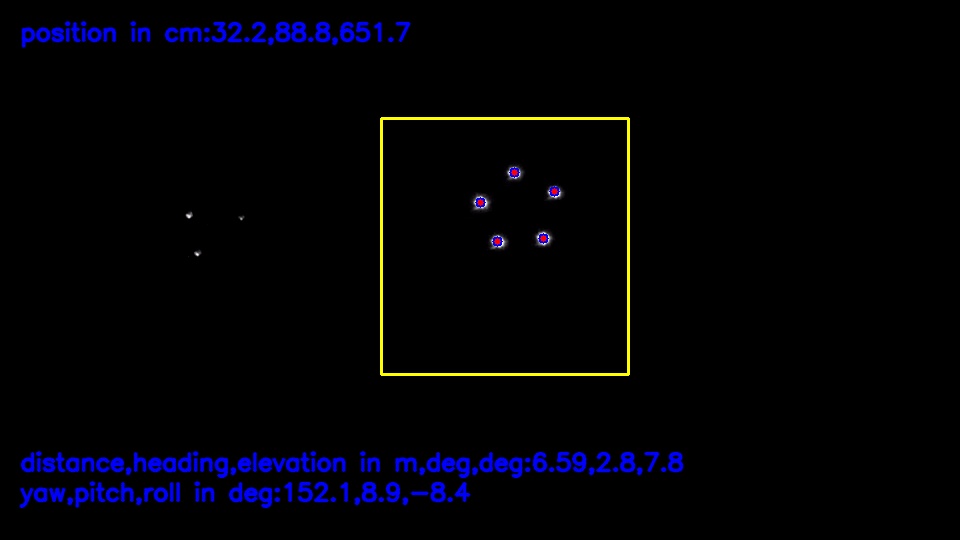 position in cm:32.2,88.8,651.7
distance,heading,elevation in m,deg,deg:6.59,2.8,7.8
yaw,pitch,roll in deg:152.1,8.9,-8.4